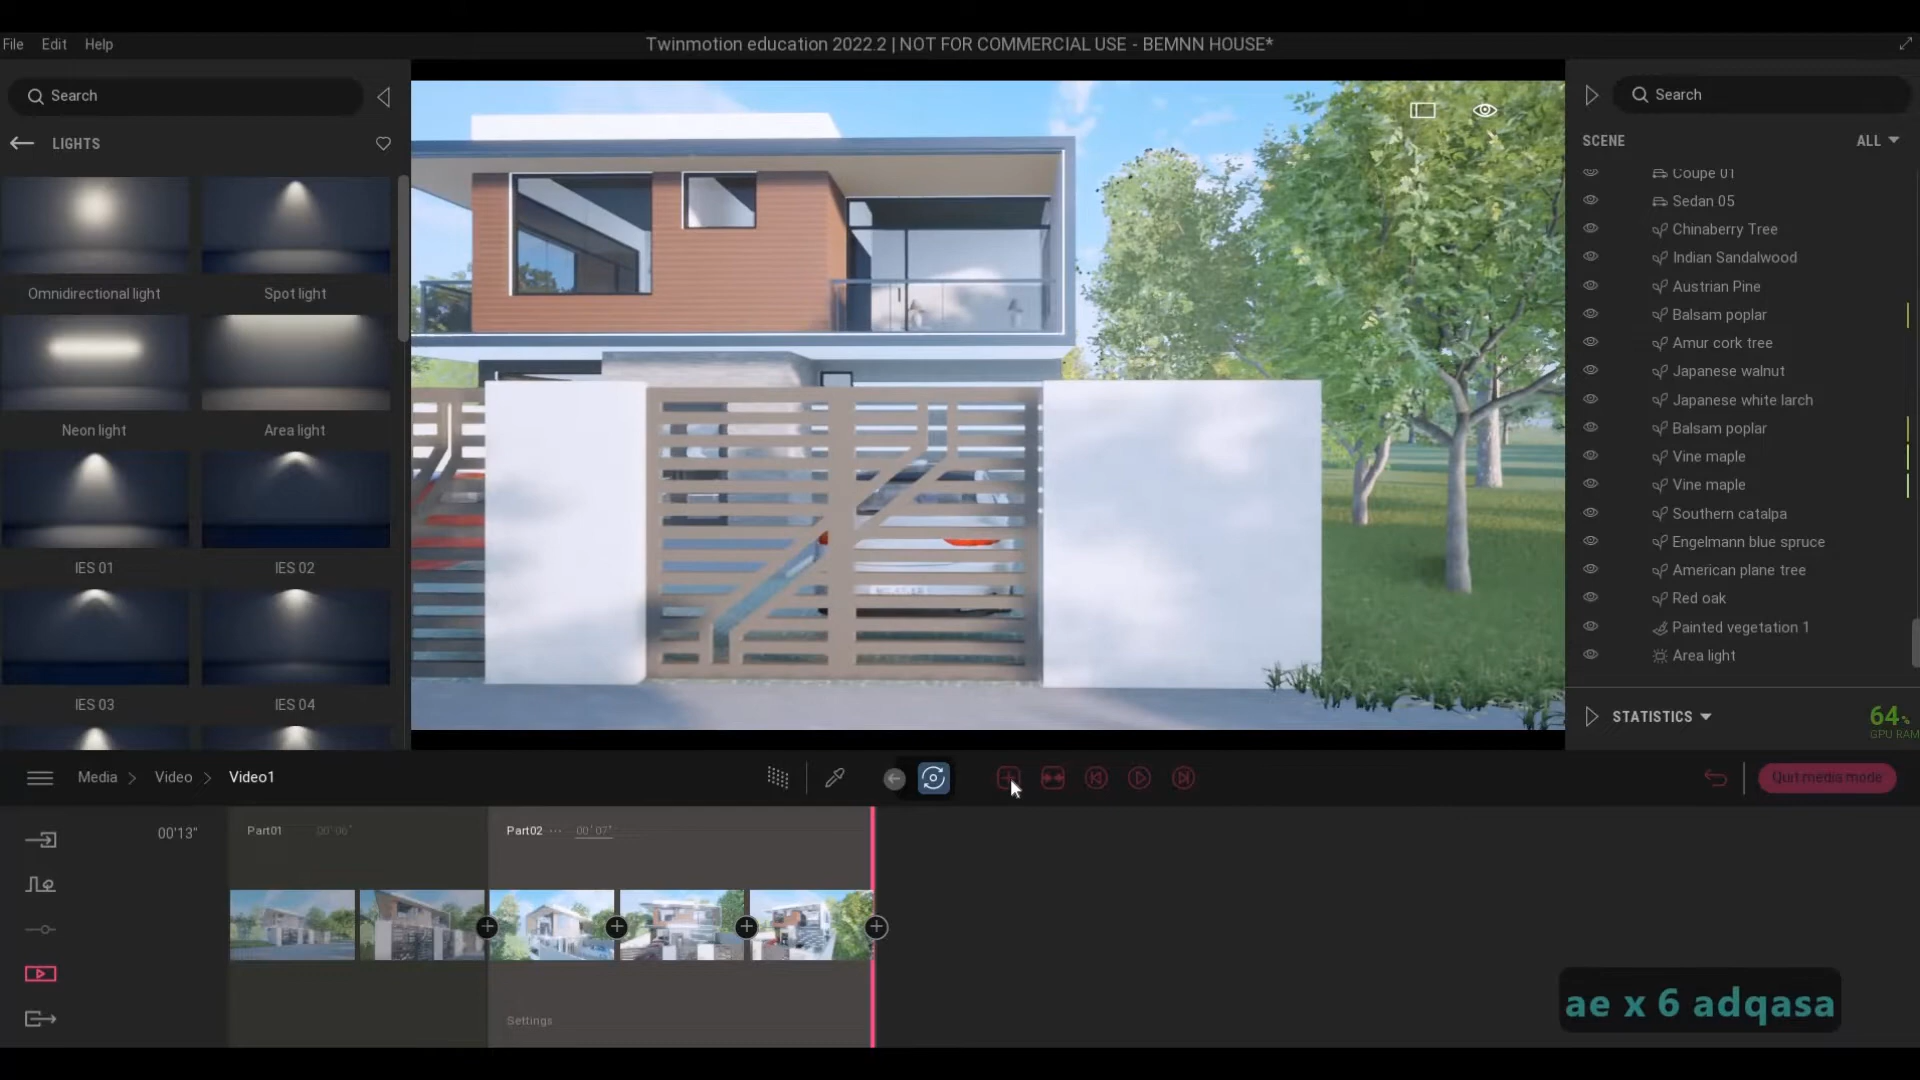 File Edit Help
Twinmotion education 2022.2 | NOT FOR COMMERCIAL USE - BEMNN HOUSE*
Search
LIGHTS
Omnidirectional light
Spot light
Neon light
Area light
IES 01
IES 02
IES 03
IES 04
Search
SCENE
ALL
Coupe 01
Sedan 05
Chinaberry Tree
Indian Sandalwood
Austrian Pine
Balsam poplar
Amur cork tree
Japanese walnut
Japanese white larch
Balsam poplar
Vine maple
Vine maple
Southern catalpa
Engelmann blue spruce
American plane tree
Red oak
Painted vegetation 1
Area light
STATISTICS
64%
GPU RAM
Media > Video > Video1
Quit media mode
00'13"
Part01 00'06"
Part02 ... 00'07"
Settings
ae x 6 adqasa